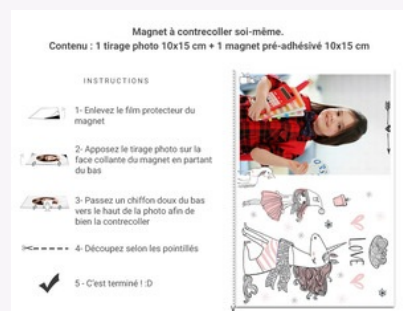 Magnet à contrecoller soi-même.
Contenu : 1 tirage photo 10x15 cm + 1 magnet pré-adhésivé 10x15 cm
INSTRUCTIONS
1- Enlevez le film protecteur du
magnet
2- Apposez le tirage photo sur la
face collante du magnet en partant
du bas
3- Passez un chiffon doux du bas
vers le haut de la photo afin de
bien la contrecoller
4- Découpez selon les pointillés
5 - C'est terminé ! :D
LOVE